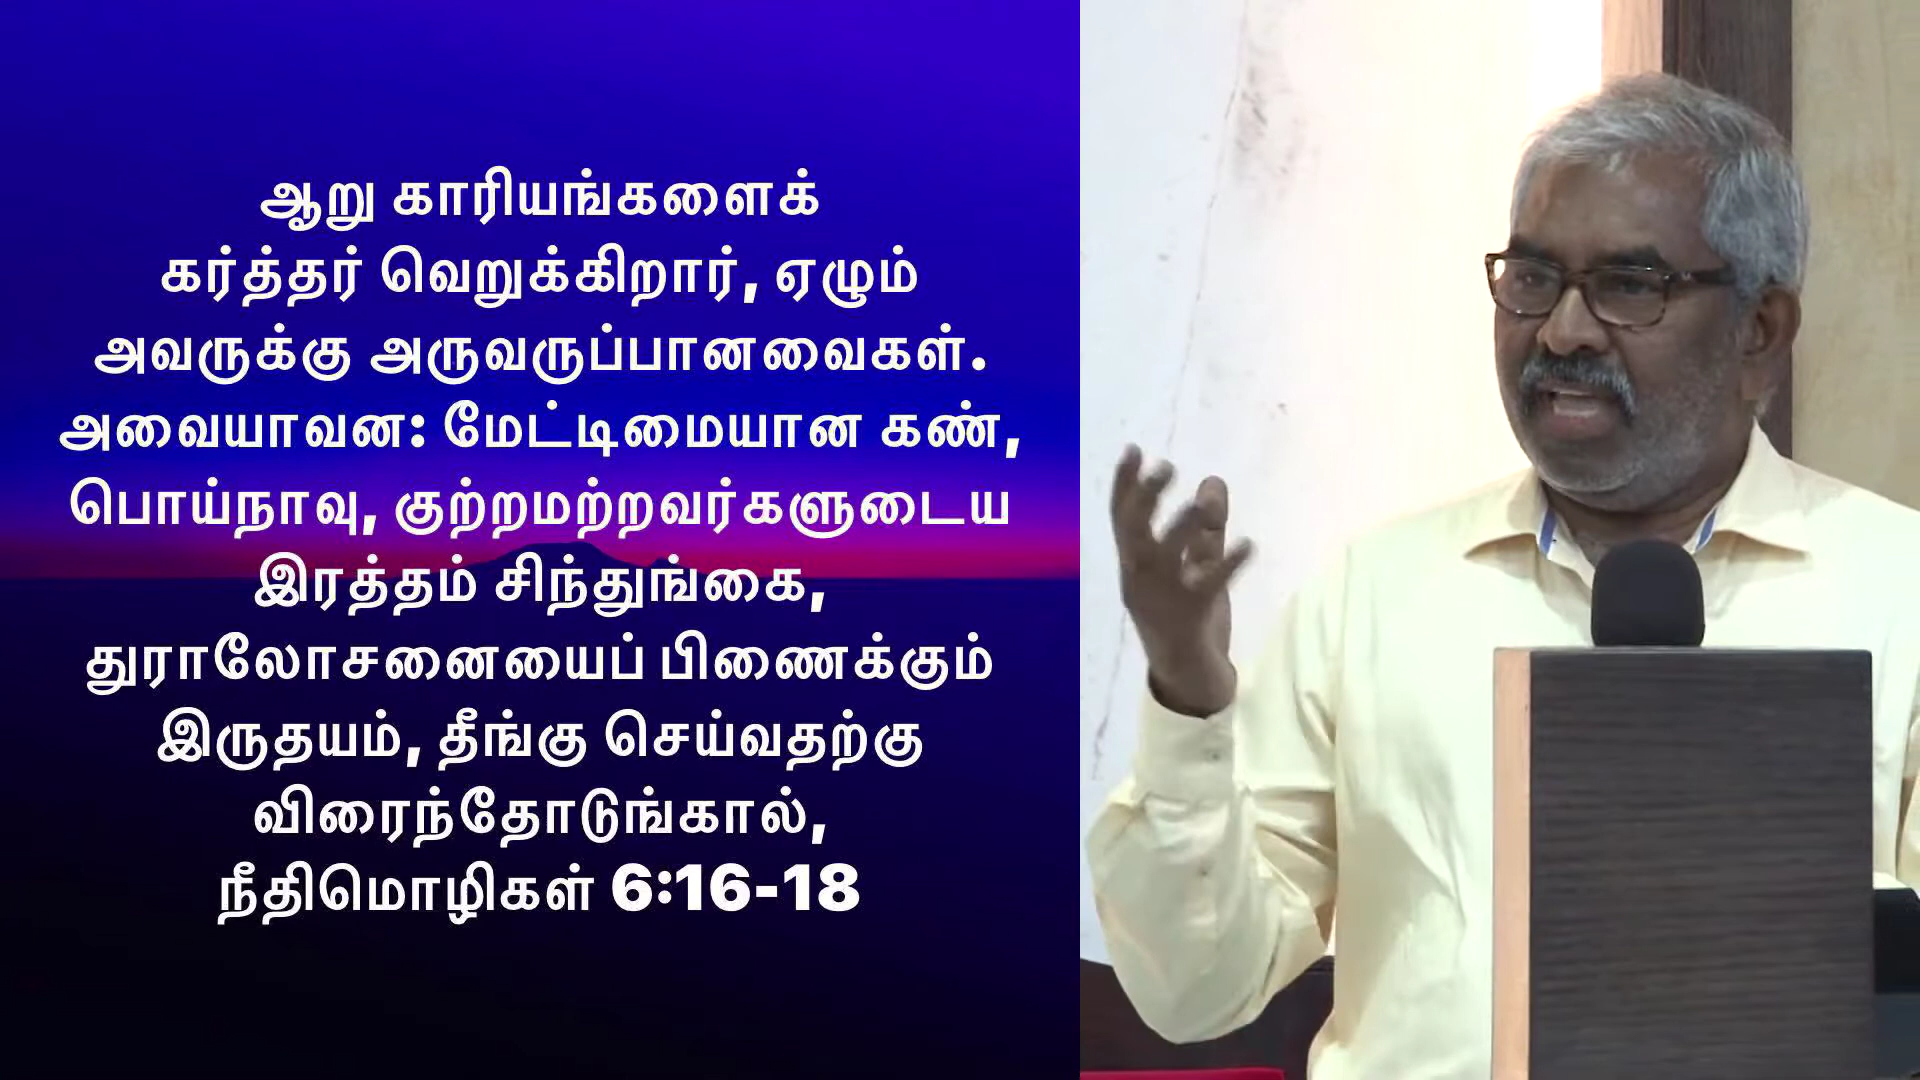 ஆறு காரியங்களைக்
கர்த்தர் வெறுக்கிறார், ஏழும்
அவருக்கு அருவருப்பானவைகள்.
அவையாவன: மேட்டிமையான கண்,
பொய்நாவு, குற்றமற்றவர்களுடைய
இரத்தம் சிந்துங்கை,
துராலோசனையைப் பிணைக்கும்
இருதயம், தீங்கு செய்வதற்கு
விரைந்தோடுங்கால்,
நீதிமொழிகள் 6:16-18